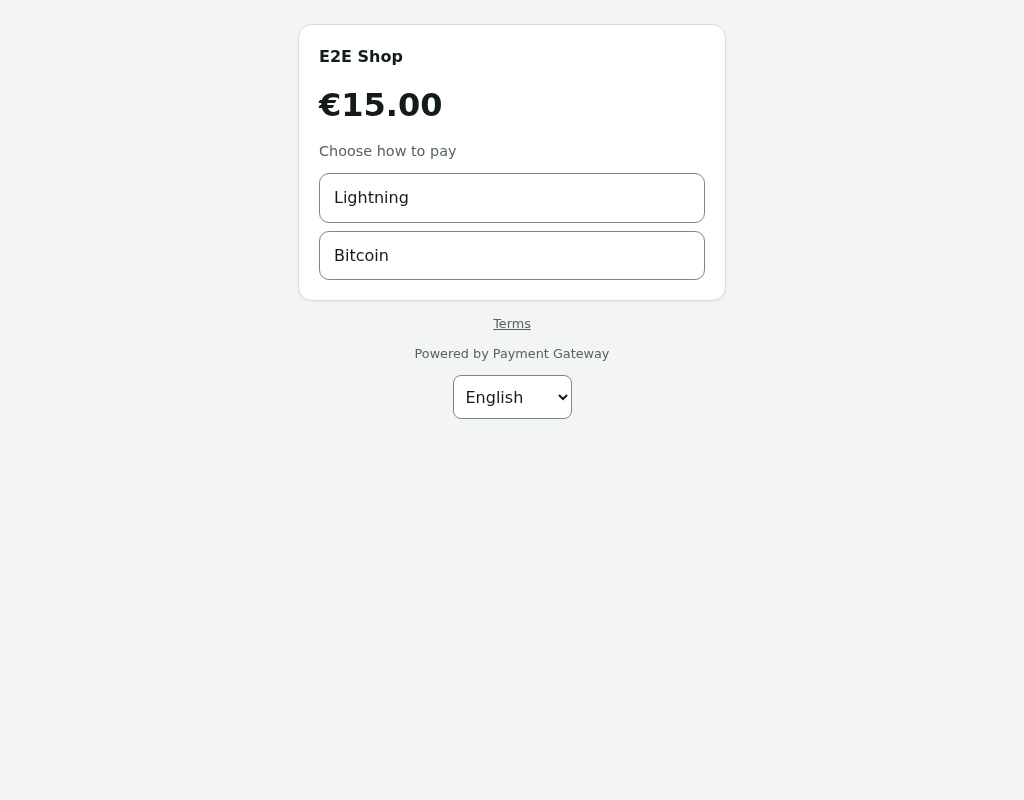 E2E Shop
€15.00
Choose how to pay
Lightning
Bitcoin
Terms
Powered by Payment Gateway
English